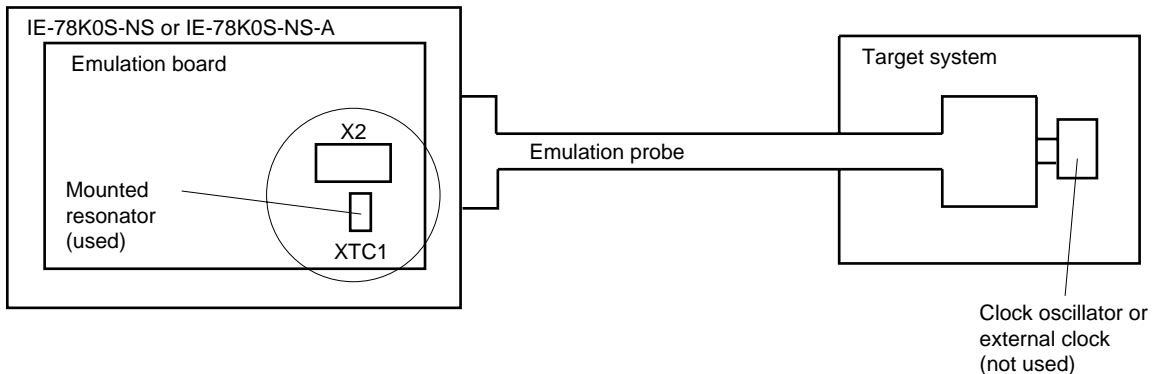 IE-78K0S-NS or IE-78K0S-NS-A
Emulation board
X2
Mounted
resonator
(used)
XTC1
Emulation probe
Target system
Clock oscillator or
external clock
(not used)